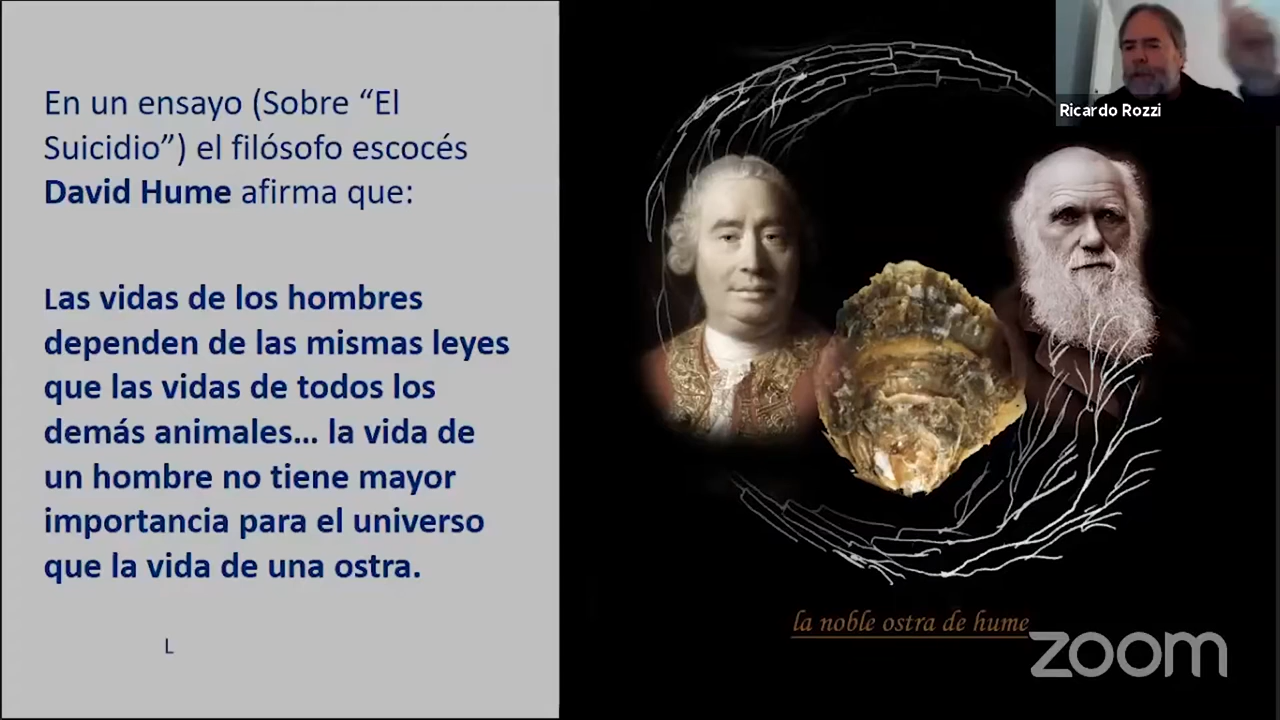 En un ensayo (Sobre “El
Suicidio”) el filósofo escocés
David Hume afirma que:
Las vidas de los hombres
dependen de las mismas leyes
que las vidas de todos los
demás animales... la vida de
un hombre no tiene mayor
importancia para el universo
que la vida de una ostra.
L
Ricardo Rozzi
la noble ostra de hume
zoom